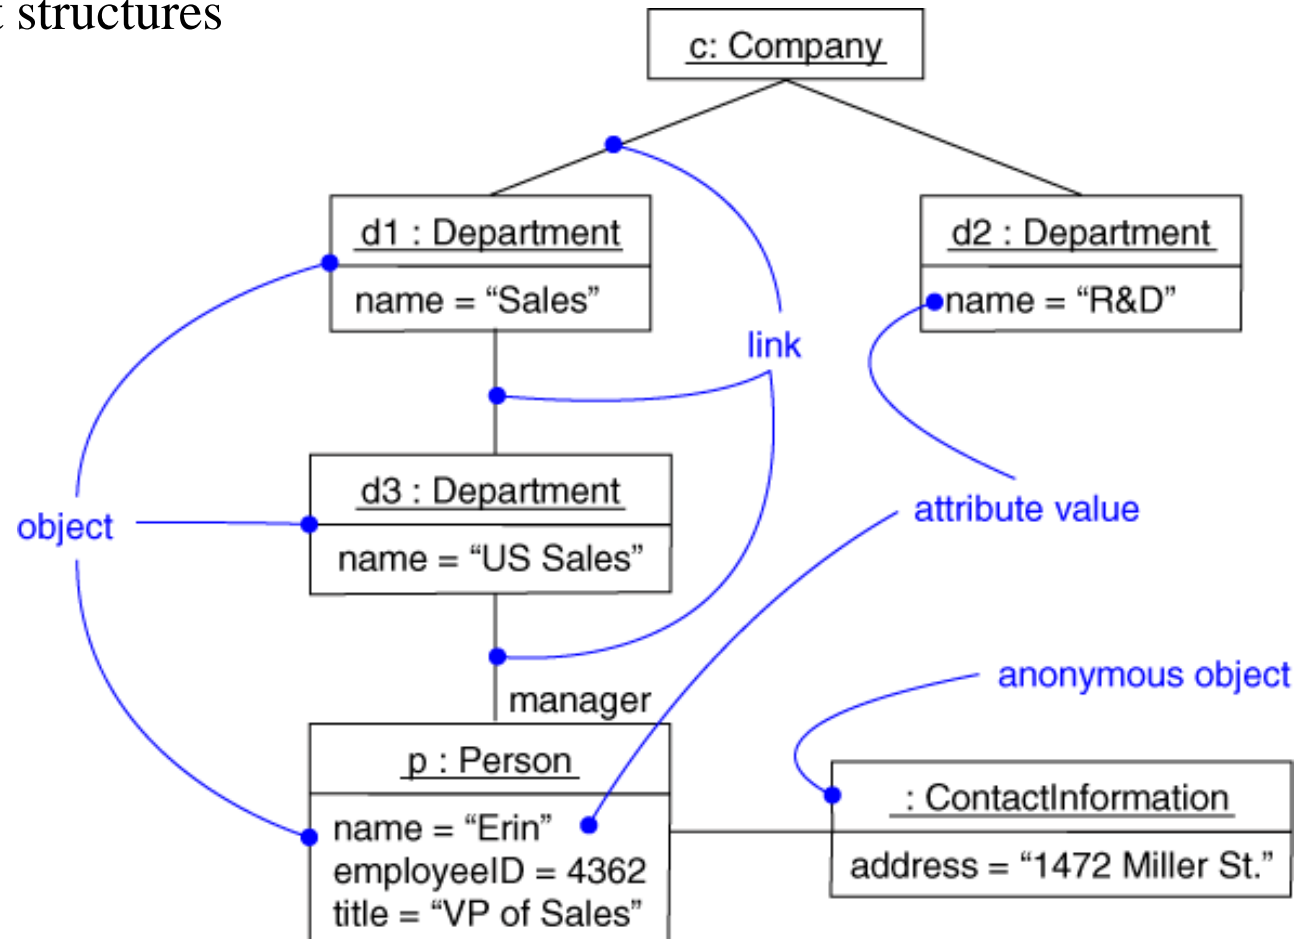 t structures
c: Company
d1 : Department
d2 : Department
name = “Sales”
name = “R&D”
link
d3 : Department
attribute value
object
name = “US Sales”
anonymous object
manager
p : Person
: ContactInformation
name = “Erin”
address = “1472 Miller St.”
employeeID = 4362
title = “VP of Sales”